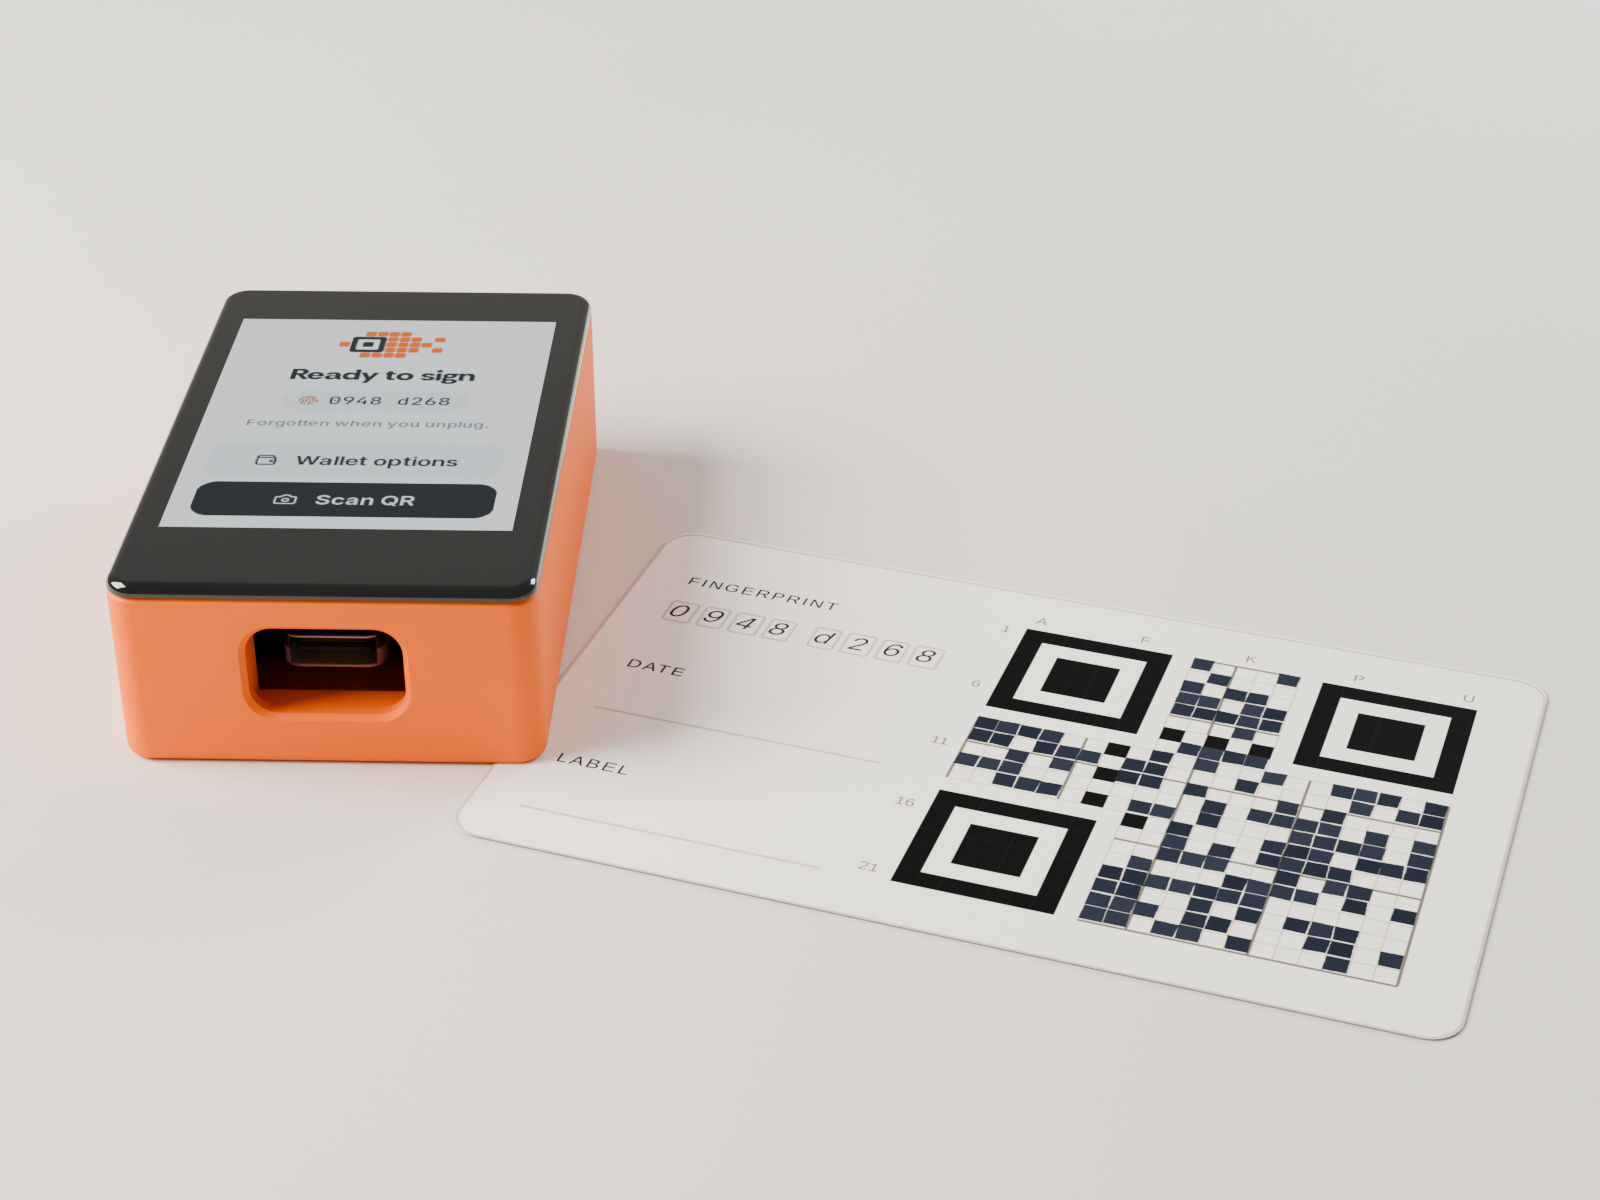 Ready to sign
0948 d268
Forgotten when you unplug.
Wallet options
Scan QR
FINGERPRINT
0948 d268
DATE
LABEL
A F K P U
1
6
11
16
21